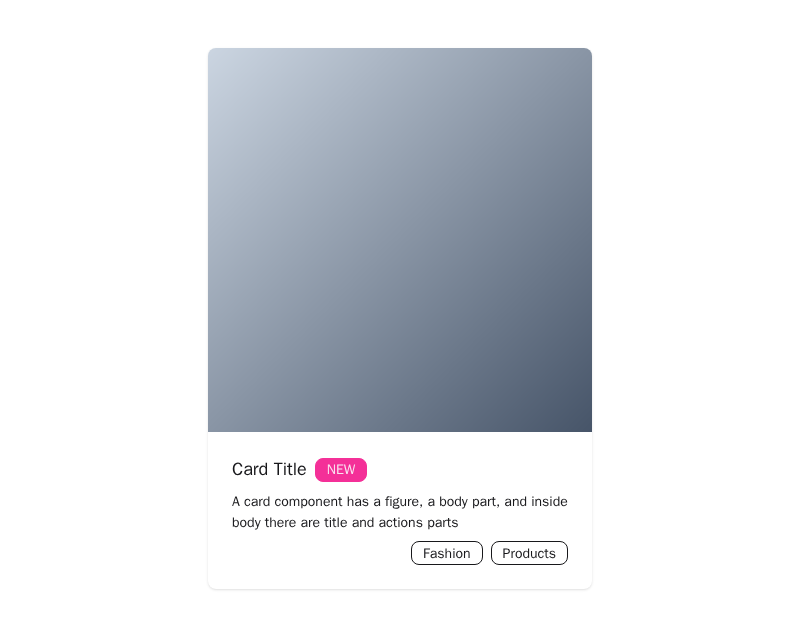 Card Title NEW
A card component has a figure, a body part, and inside
body there are title and actions parts
Fashion Products